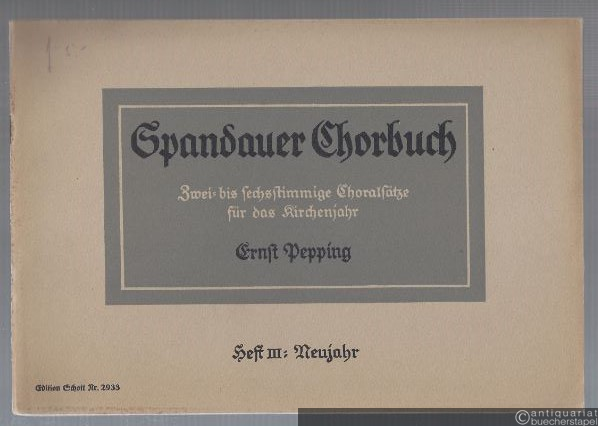 Spandauer Chorbuch
Zwei- bis sechsstimmige Choralsätze
für das Kirchenjahr
Ernst Pepping
Heft III: Neujahr
Edition Schott Nr. 2933
©antiquariat
buecherstapel